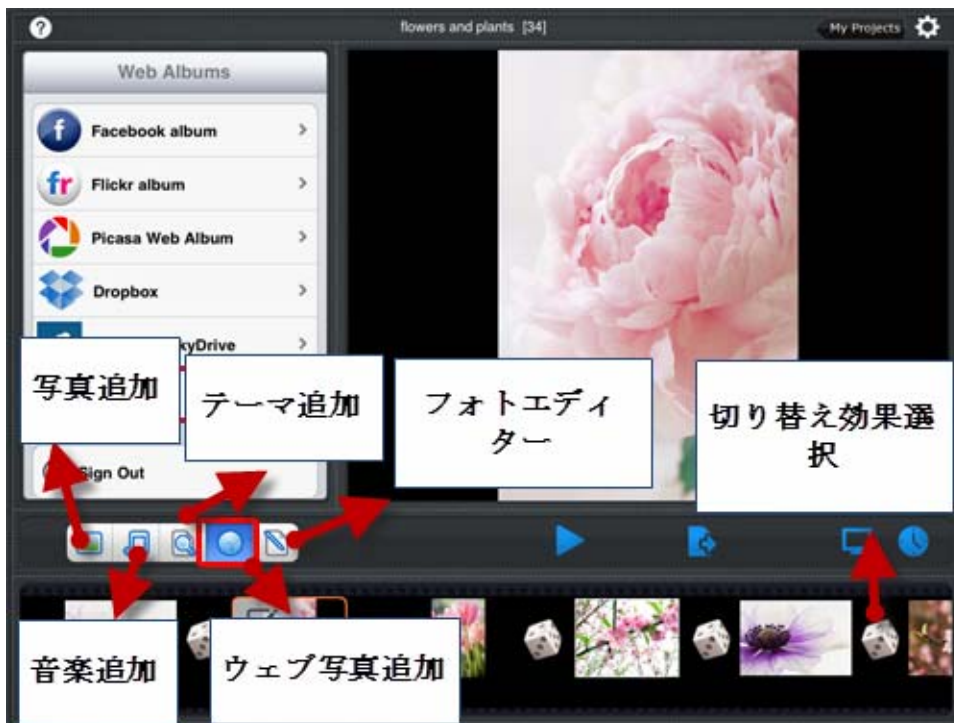 ?
flowers and plants [34]
My Projects
Web Albums
f
Facebook album
fr
Flickr album
Picasa Web Album
Dropbox
kyDrive
写真追加
テーマ追加
フォトエディ
ター
切り替え効果選
択
Sign Out
音楽追加
ウェブ写真追加